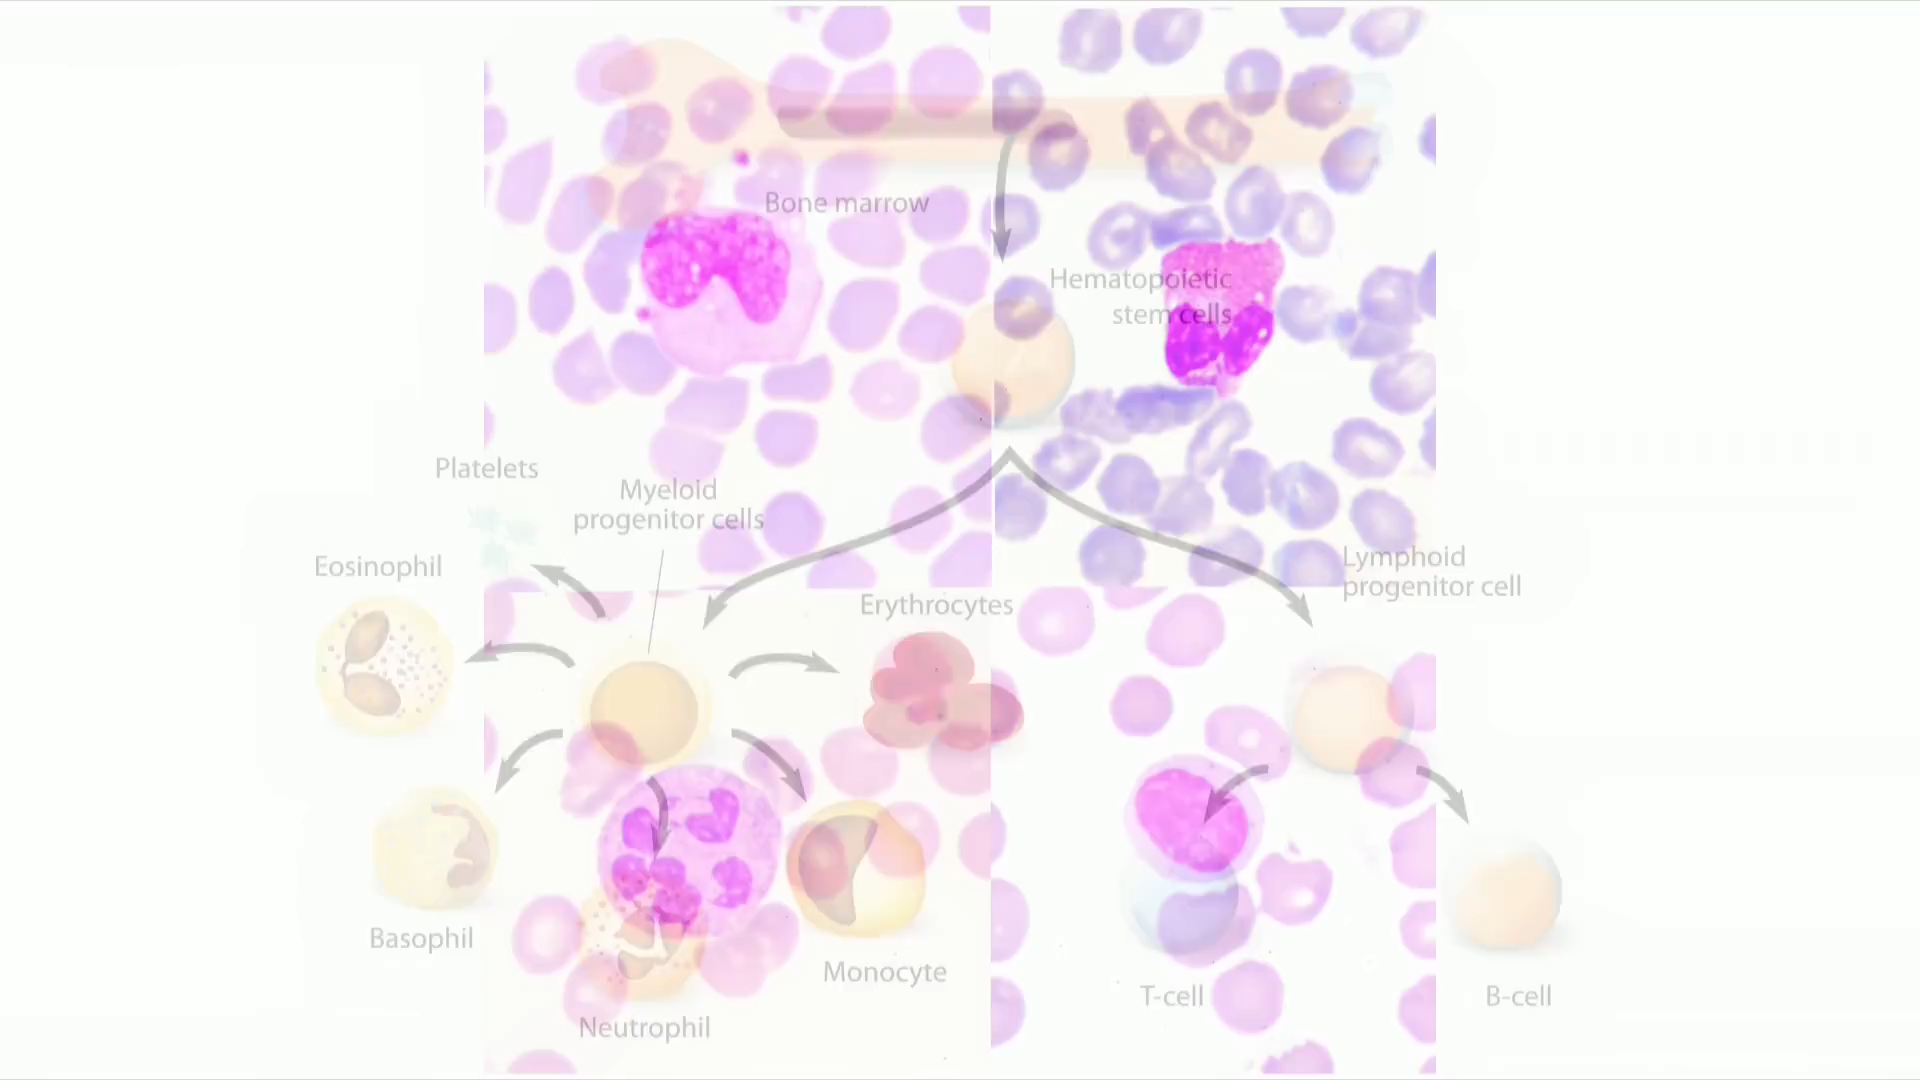 Bone marrow
Hematopoietic
stem cells
Platelets
Myeloid
progenitor cells
Eosinophil
Lymphoid
progenitor cell
Erythrocytes
Basophil
Monocyte
T-cell
B-cell
Neutrophil